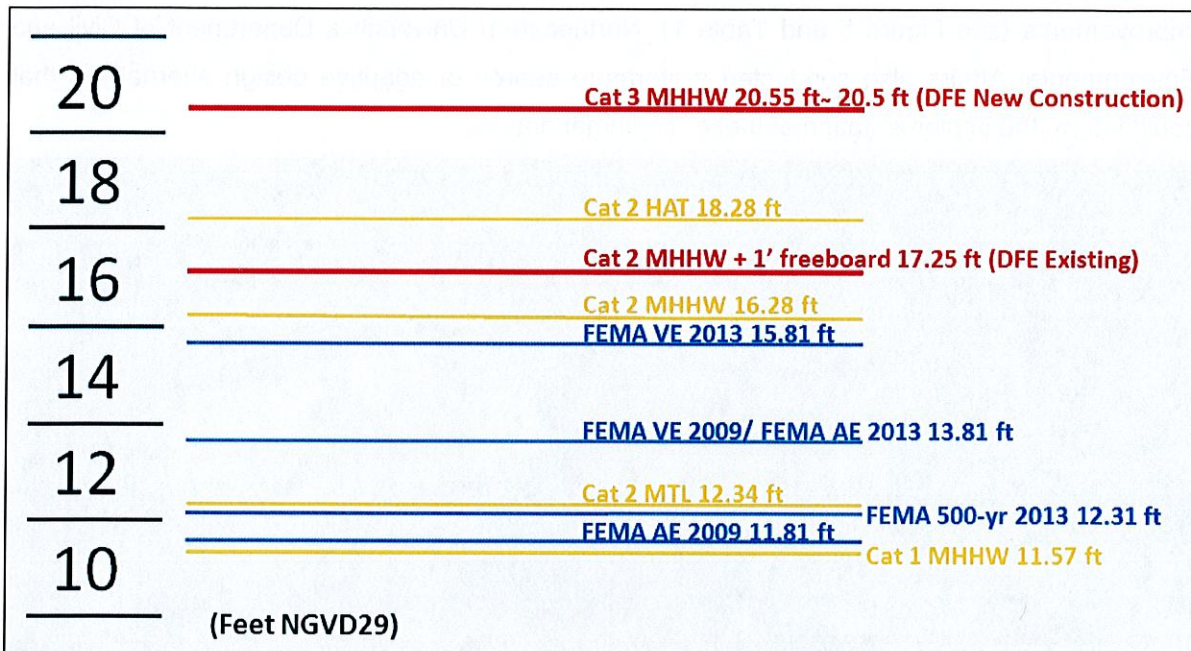 20
Cat 3 MHHW 20.55 ft~ 20.5 ft (DFE New Construction)
18
Cat 2 HAT 18.28 ft
Cat 2 MHHW + 1’ freeboard 17.25 ft (DFE Existing)
16
Cat 2 MHHW 16.28 ft
FEMA VE 2013 15.81 ft
14
FEMA VE 2009/ FEMA AE 2013 13.81 ft
12
Cat 2 MTL 12.34 ft
FEMA 500-yr 2013 12.31 ft
FEMA AE 2009 11.81 ft
Cat 1 MHHW 11.57 ft
10
(Feet NGVD29)